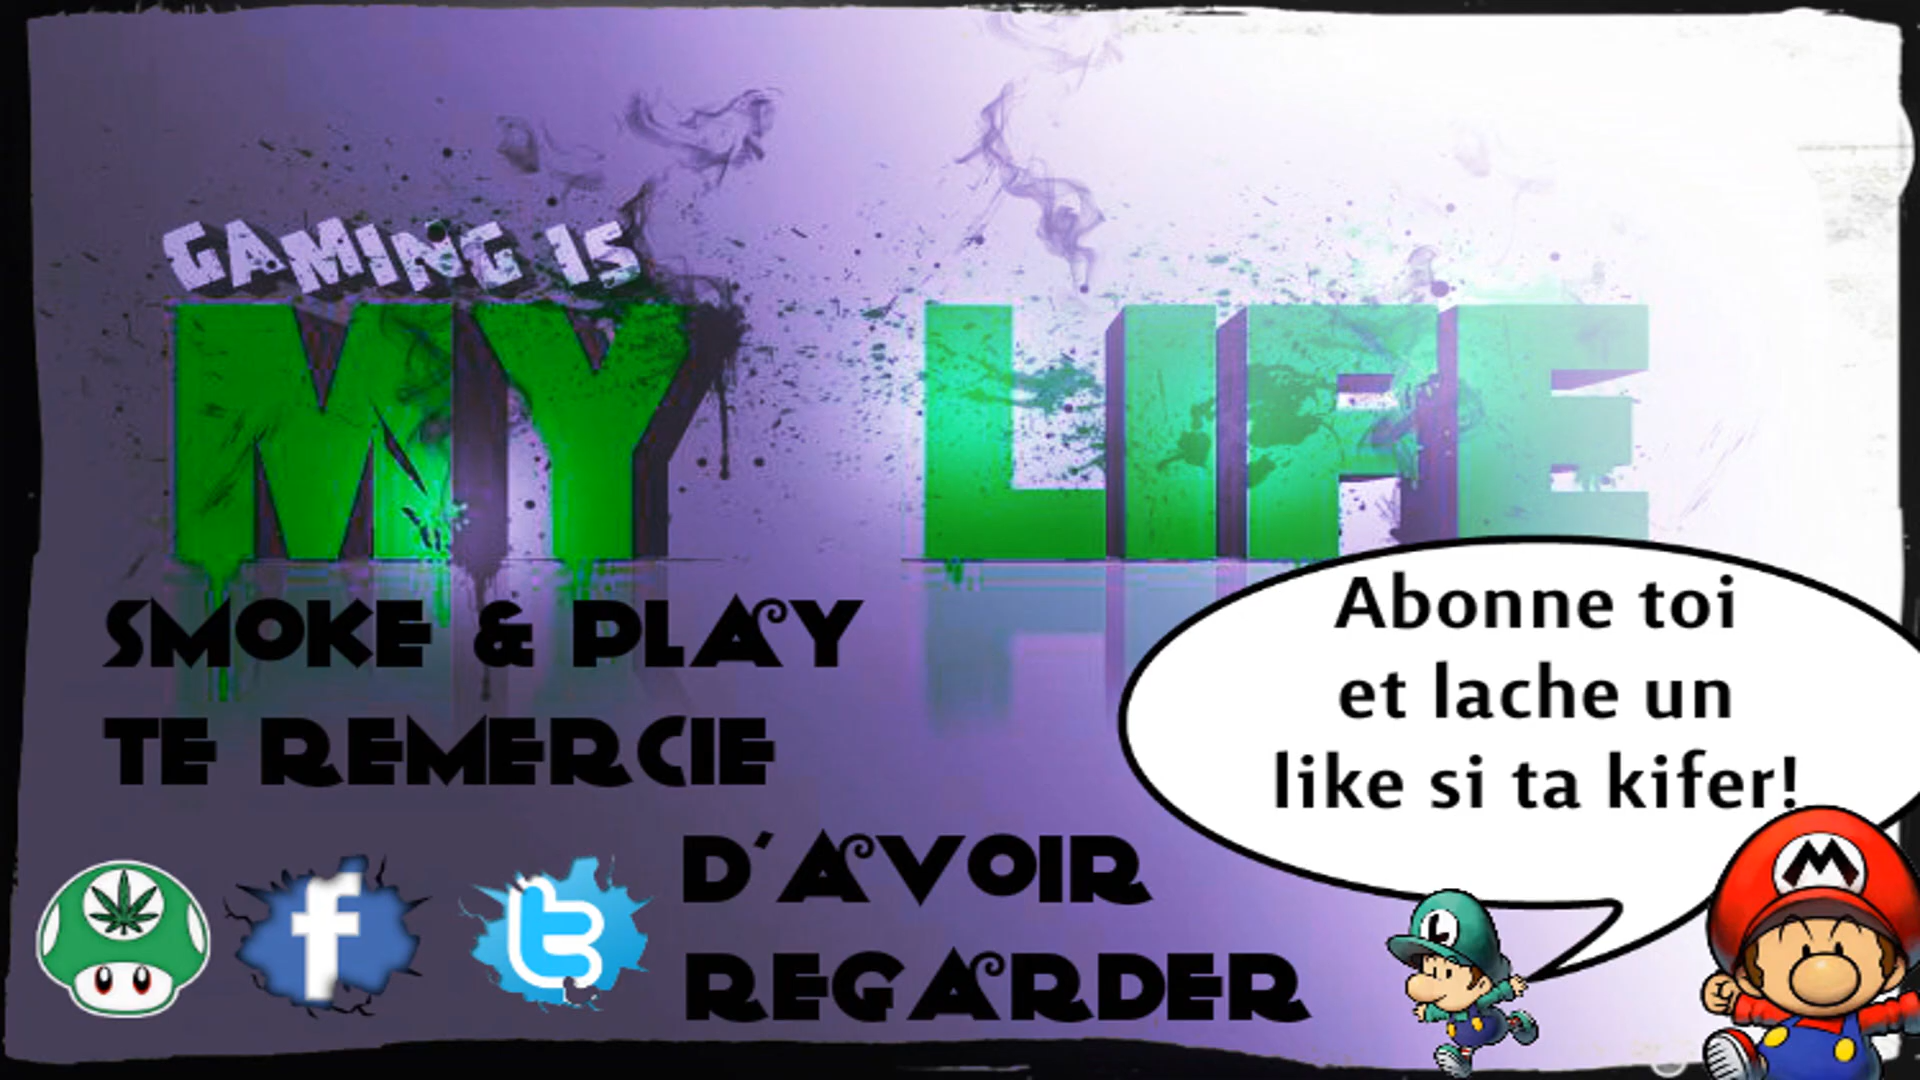 GAMING IS
MY LIFE
SMOKE & PLAY
TE REMERCIE
D'AVOIR
REGARDER
Abonne toi
et lache un
like si ta kifer!
f
t
L
M